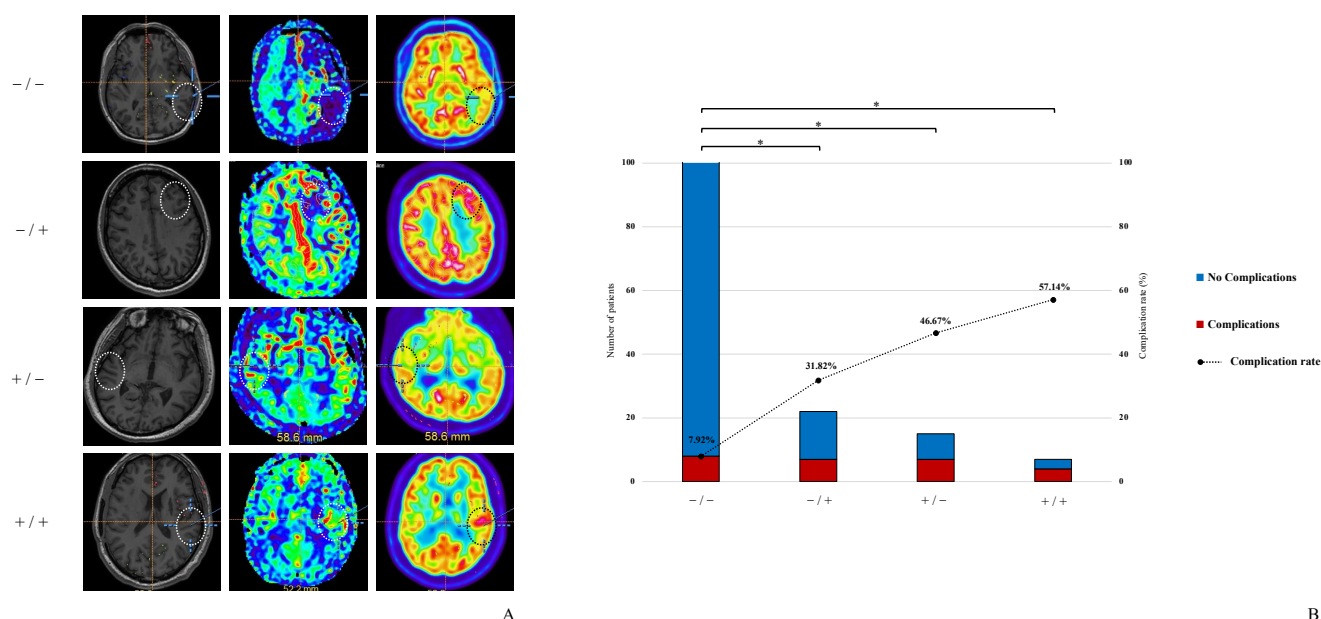 − / −
− / +
+ / −
+ / +
58.6 mm
58.6 mm
52.2 mm
A
*
*
*
100
80
60
40
20
0
Number of patients
7.92%
31.82%
46.67%
57.14%
− / −
− / +
+ / −
+ / +
100
80
60
40
20
0
Complication rate (%)
No Complications
Complications
Complication rate
B